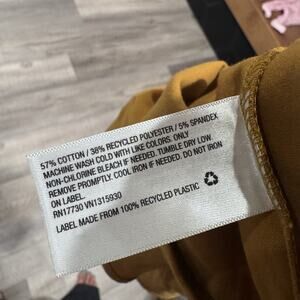 57% COTTON / 38% RECYCLED POLYESTER / 5% SPANDEX
MACHINE WASH COLD WITH LIKE COLORS. ONLY
NON-CHLORINE BLEACH IF NEEDED. TUMBLE DRY LOW.
REMOVE PROMPTLY. COOL IRON IF NEEDED. DO NOT IRON
ON LABEL.
RN17730 VN1315930
LABEL MADE FROM 100% RECYCLED PLASTIC